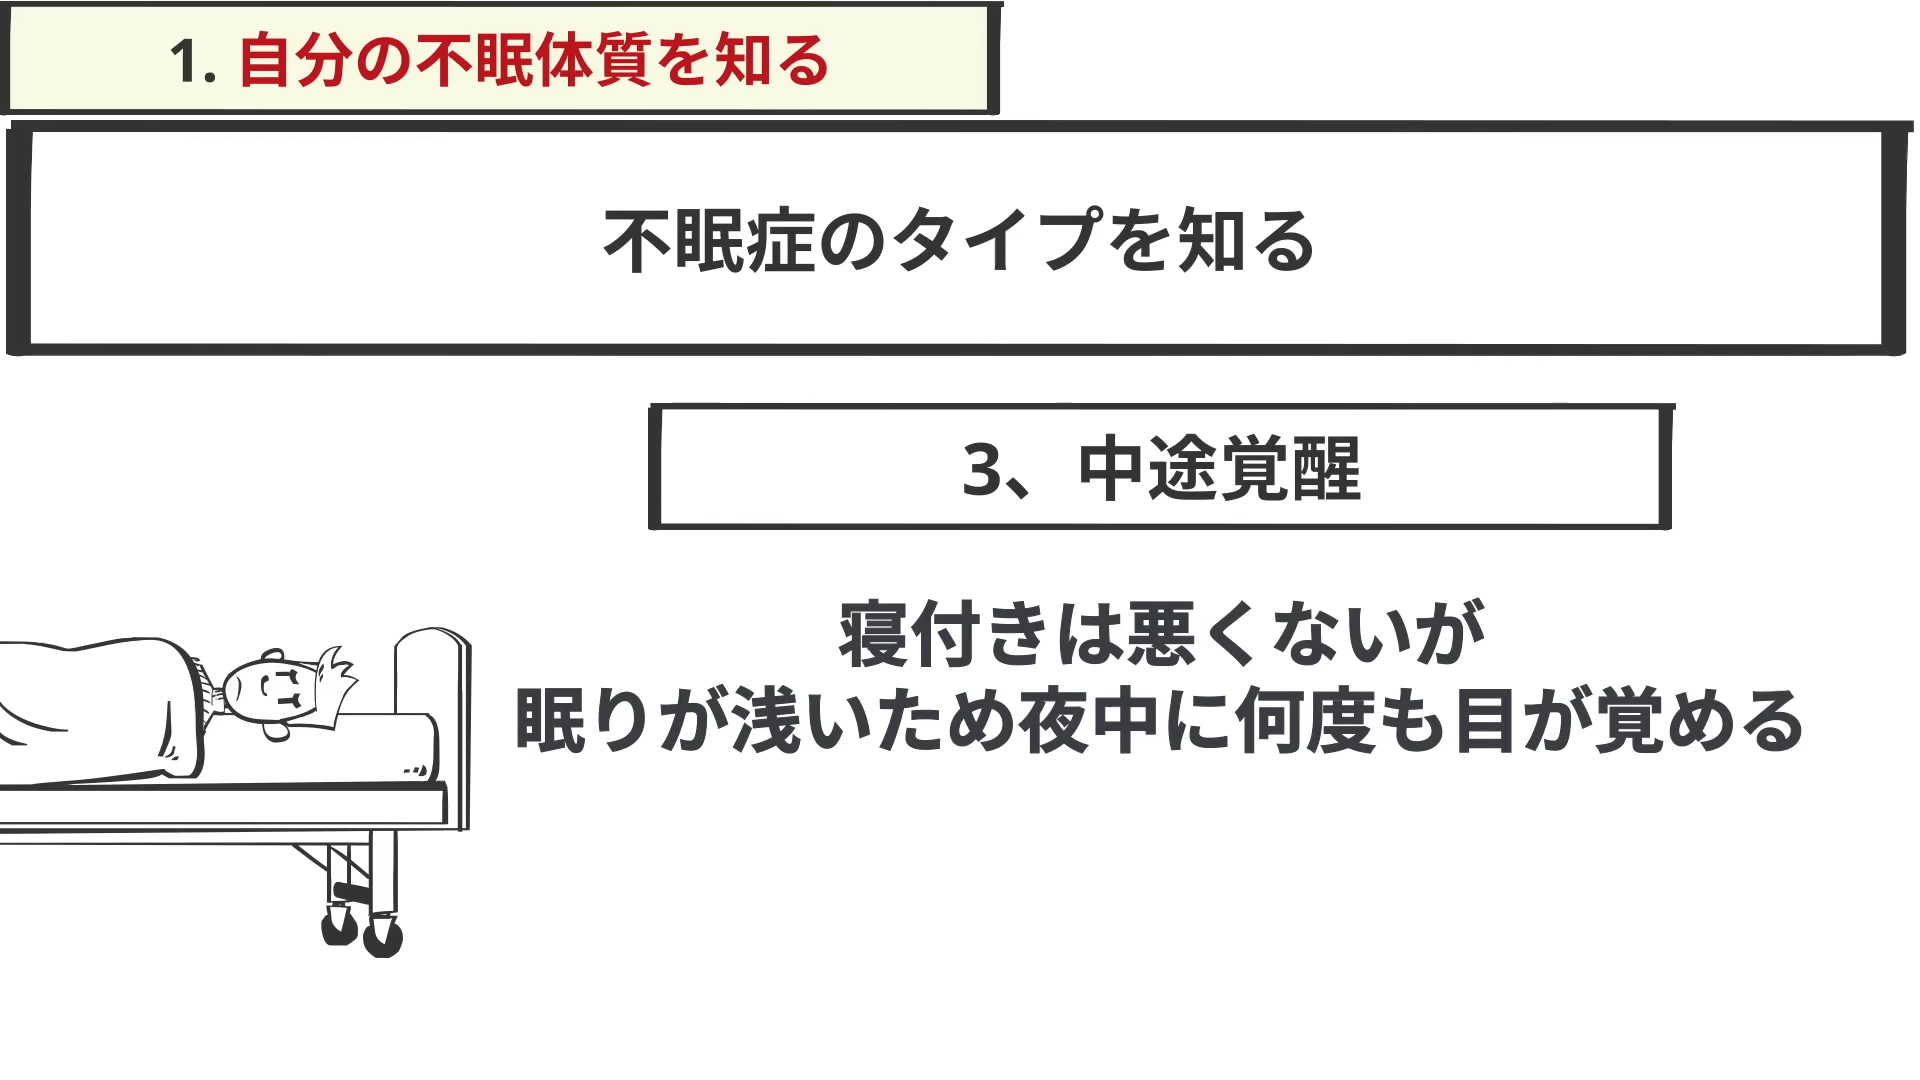 1. 自分の不眠体質を知る
不眠症のタイプを知る
3、中途覚醒
寝付きは悪くないが
眠りが浅いため夜中に何度も目が覚める